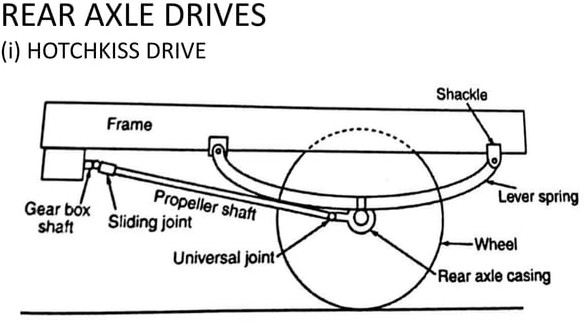 REAR AXLE DRIVES
(i) HOTCHKISS DRIVE
Shackle
Frame
Lever spring
Propeller shaft
Gear box
shaft
Sliding joint
Universal joint
Wheel
Rear axle casing